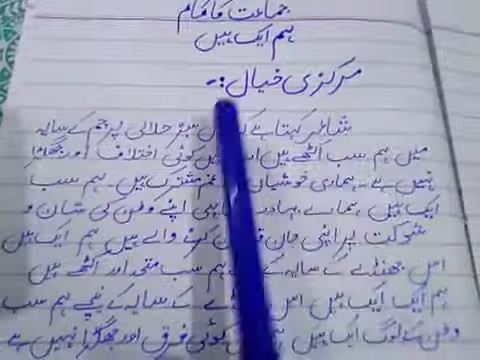 جماعت کا نام
ہم ایک ہیں
مرکزی خیال:-
شاعر کہتا ہے کہ سبز ہلالی پرچم کے سایہ
میں ہم سب اکٹھے ہیں کوئی اختلاف اور جھگڑا
نہیں ہے۔ ہماری خوشیاں غم مشترک ہیں۔ ہم سب
ایک ہیں ہمارے بہادر اپنے وطن کی شان و
شوکت پر اپنی جان کرنے والے ہیں ہم ایک ہیں
اس جھنڈے کے سایہ کے ہم سب متحد اور اکٹھے ہیں
ہم ایک ایک ہیں اس کے سایہ کے نیچے ہم سب
وطن کے لوگ ایک ہیں کوئی فرق اور جھگڑا نہیں ہے